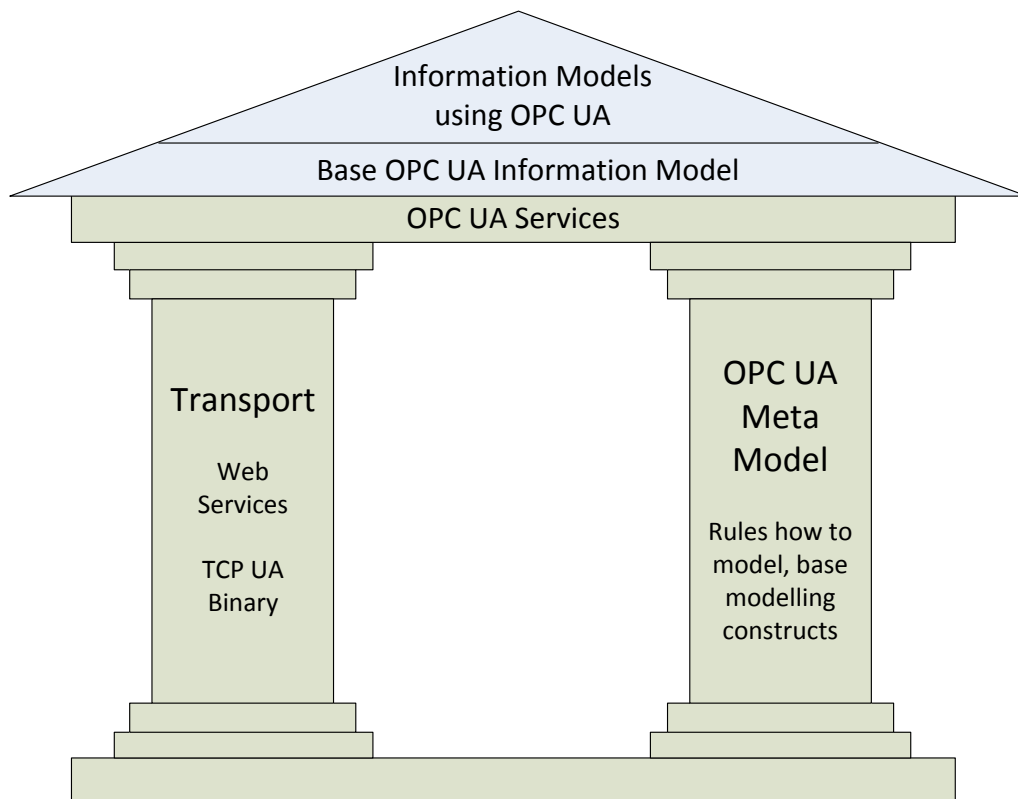 Information Models
using OPC UA
Base OPC UA Information Model
OPC UA Services
Transport
Web
Services
TCP UA
Binary
OPC UA
Meta
Model
Rules how to
model, base
modelling
constructs